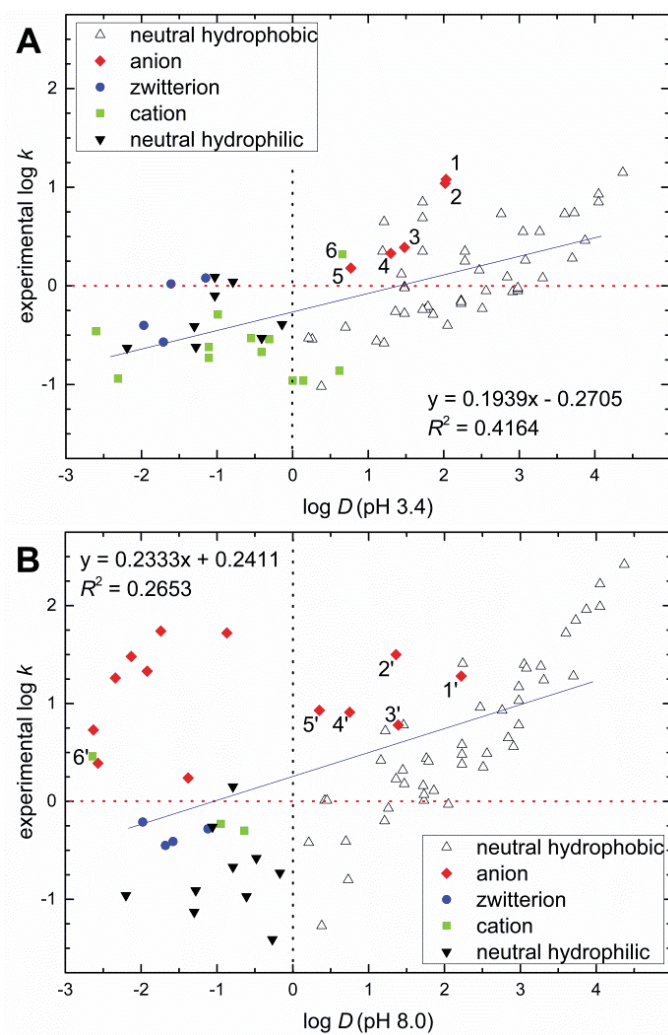 A
neutral hydrophobic
anion
zwitterion
cation
neutral hydrophilic
2
1
0
-1
experimental log k
1
2
3
4
5
6
y = 0.1939x - 0.2705
R² = 0.4164
-3 -2 -1 0 1 2 3 4
log D (pH 3.4)
B
y = 0.2333x + 0.2411
R² = 0.2653
2
1
0
-1
experimental log k
2'
1'
5' 4' 3'
6'
neutral hydrophobic
anion
zwitterion
cation
neutral hydrophilic
-3 -2 -1 0 1 2 3 4
log D (pH 8.0)